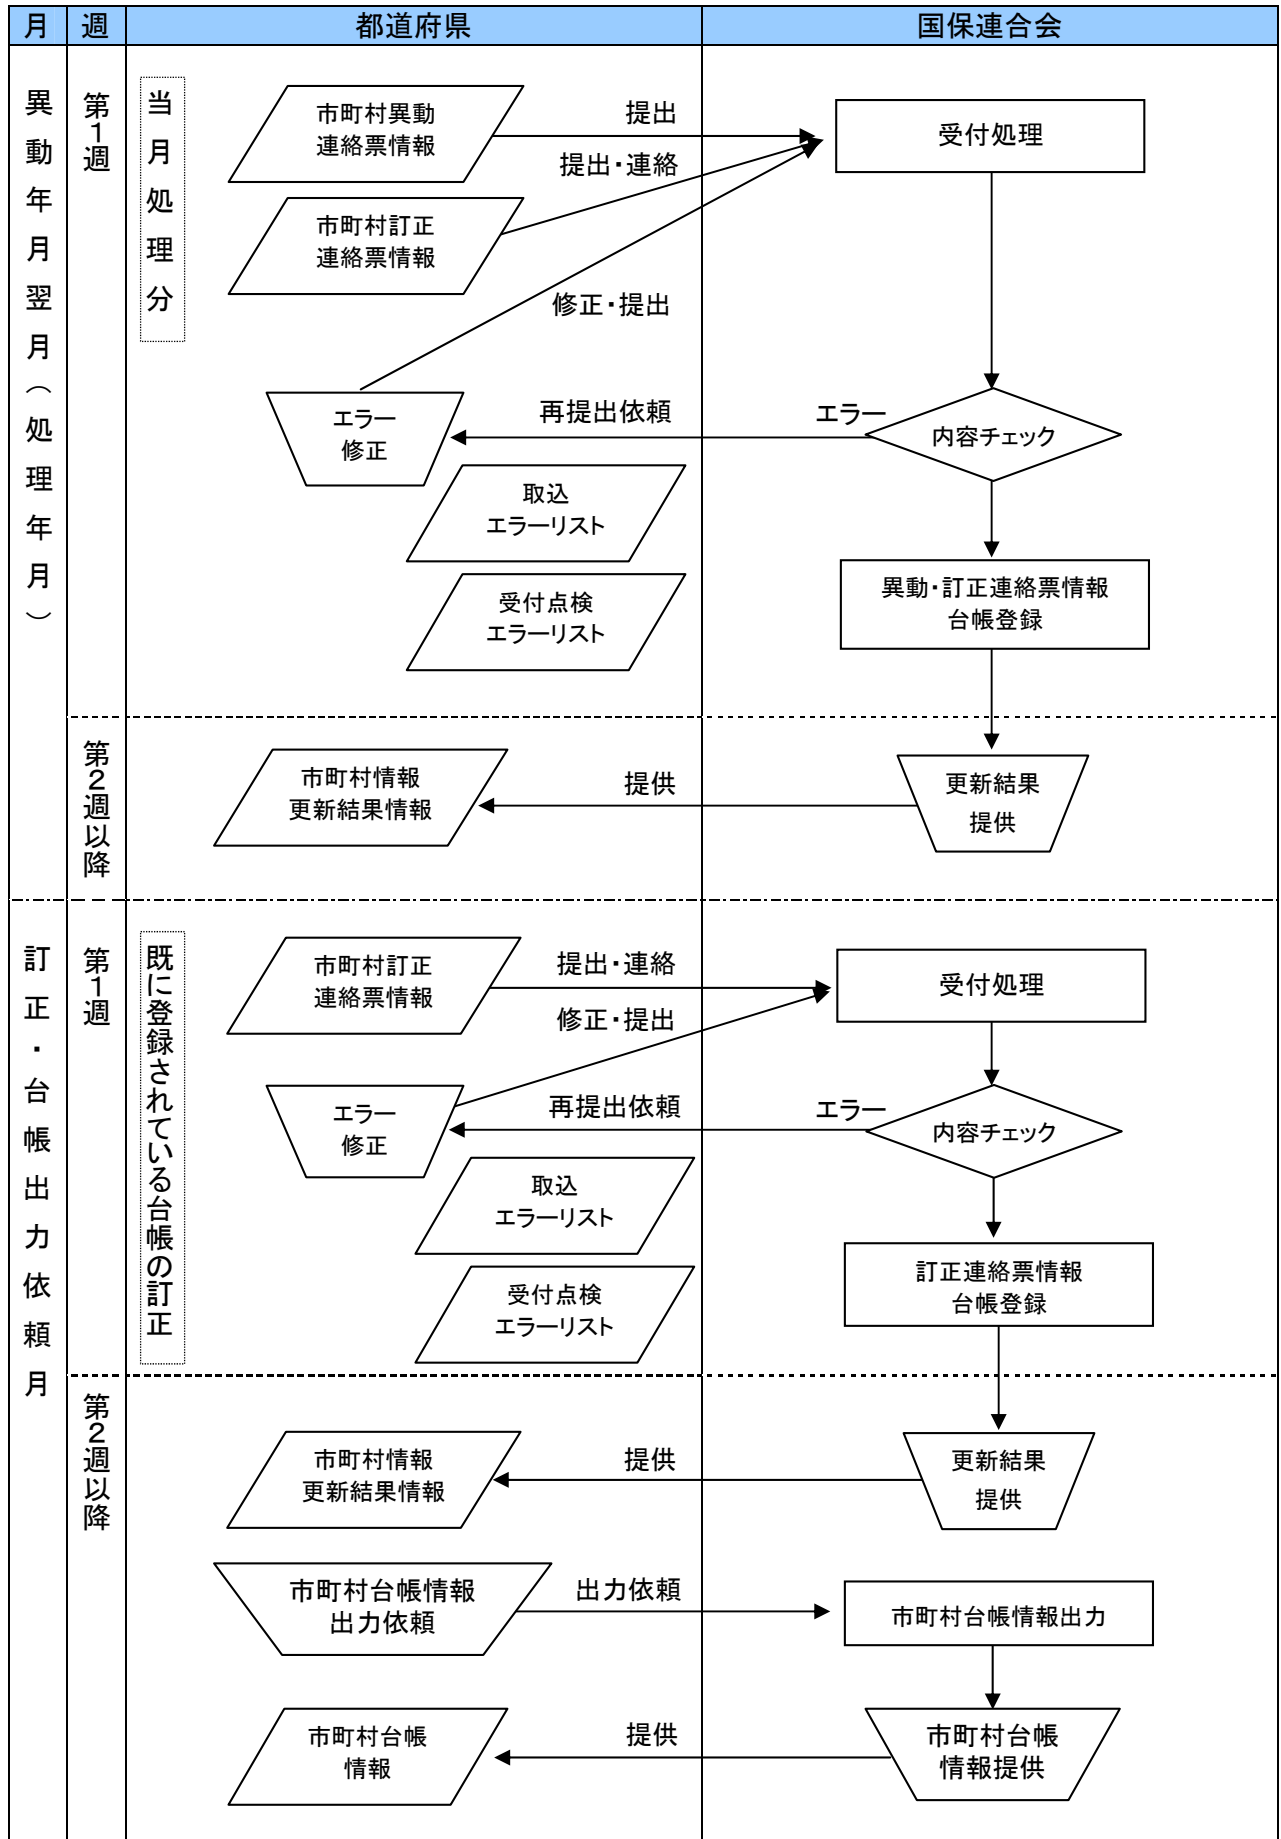 月
週
都道府県
国保連合会
異動年月翌月（処理年月）
第1週
当月処理分
市町村異動
連絡票情報
提出
受付処理
提出・連絡
市町村訂正
連絡票情報
修正・提出
エラー
修正
再提出依頼
エラー
内容チェック
取込
エラーリスト
受付点検
エラーリスト
異動・訂正連絡票情報
台帳登録
第2週以降
市町村情報
更新結果情報
提供
更新結果
提供
訂正・台帳出力依頼月
第1週
既に登録されている台帳の訂正
市町村訂正
連絡票情報
提出・連絡
受付処理
修正・提出
エラー
修正
再提出依頼
エラー
内容チェック
取込
エラーリスト
受付点検
エラーリスト
訂正連絡票情報
台帳登録
第2週以降
市町村情報
更新結果情報
提供
更新結果
提供
市町村台帳情報
出力依頼
出力依頼
市町村台帳情報出力
市町村台帳
情報
提供
市町村台帳
情報提供